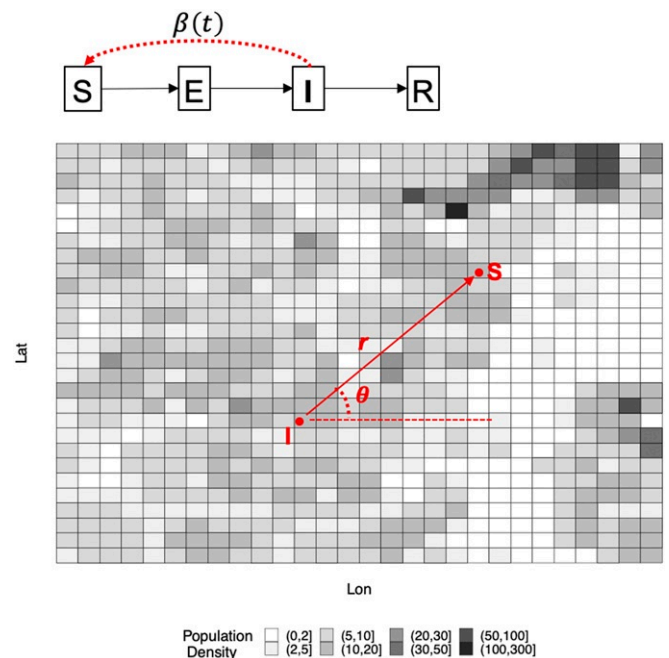 β(t)
S E I R
S
r
θ
I
Lat
Lon
Population Density
(0,2] (5,10] (20,30] (50,100]
(2,5] (10,20] (30,50] (100,300]